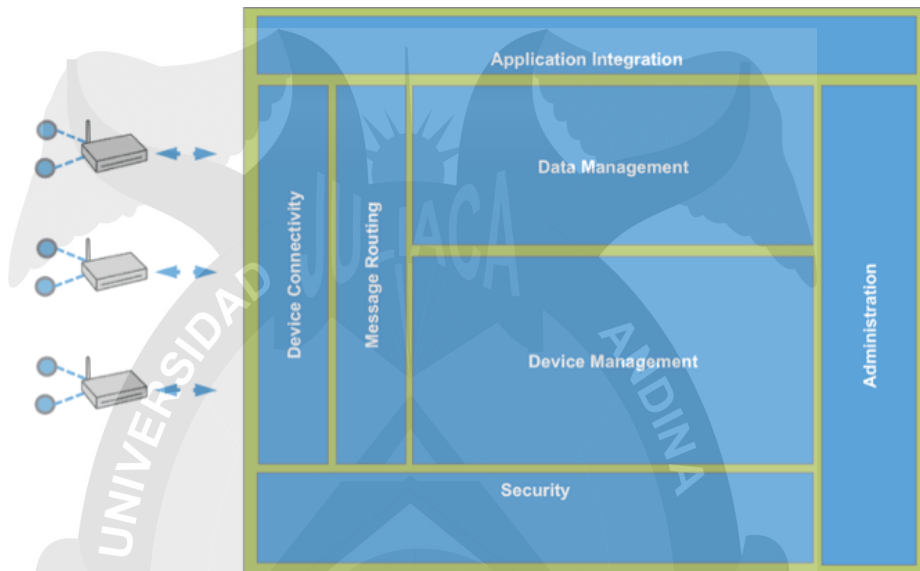 Application Integration
Device Connectivity
Message Routing
Data Management
Device Management
Administration
Security
UNIVERSIDAD
ANDINA
JULIACA